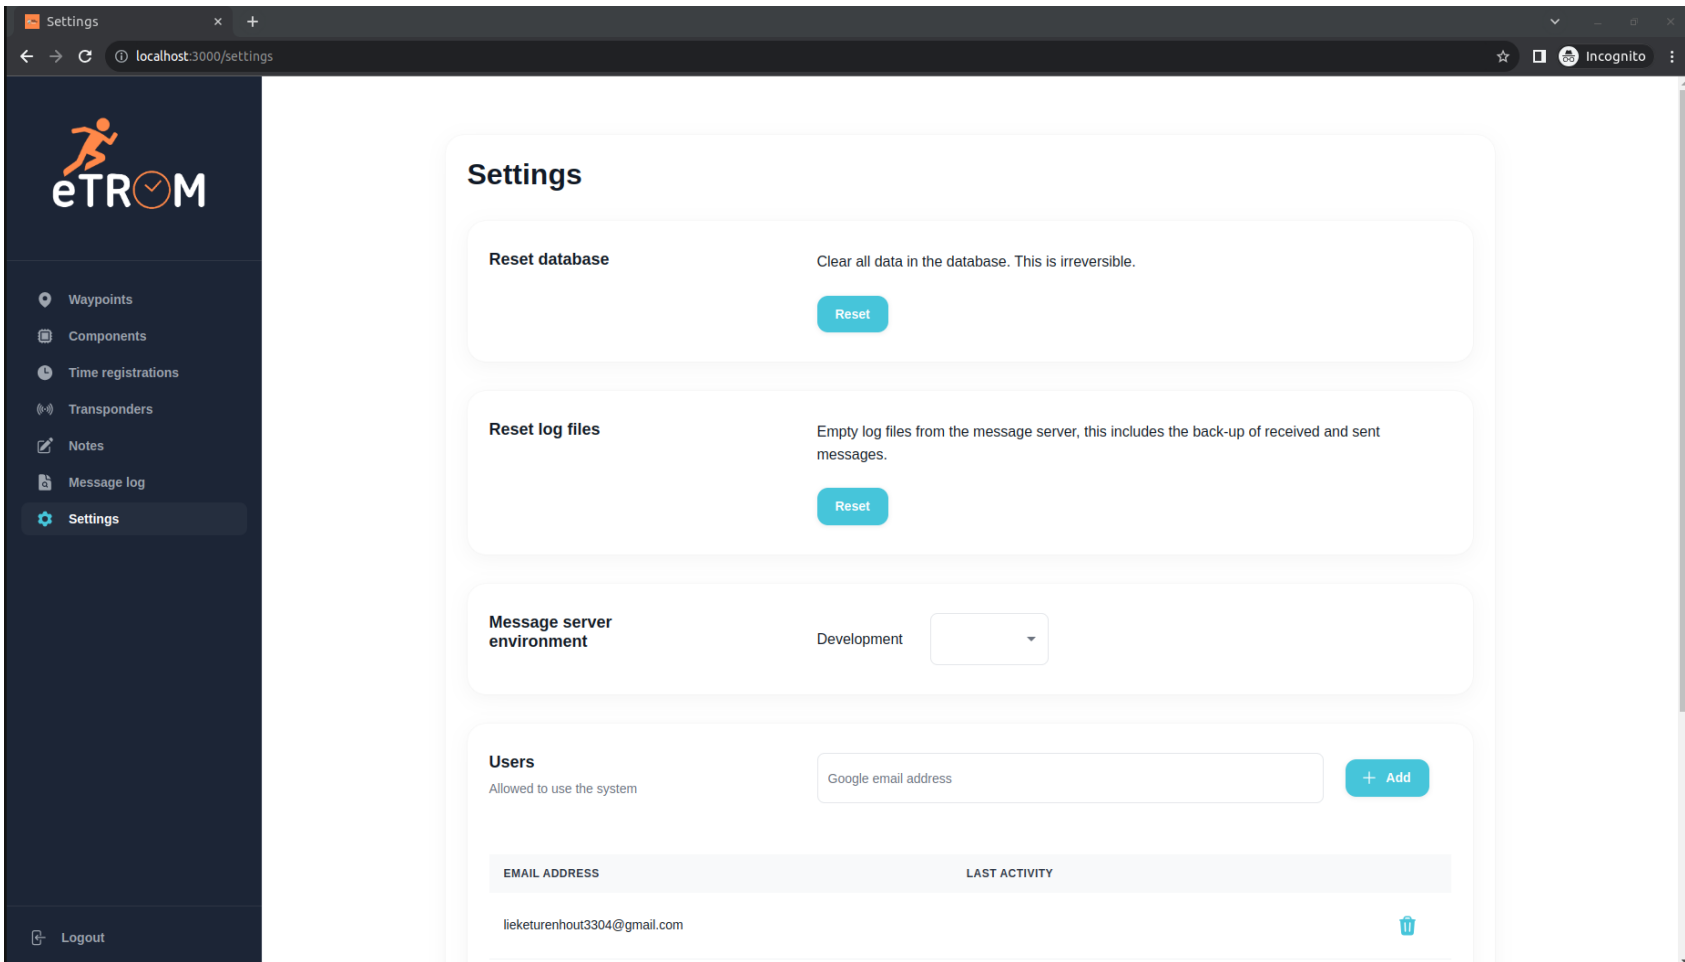 Settings
localhost:3000/settings
Incognito
eTROM
Waypoints
Components
Time registrations
Transponders
Notes
Message log
Settings
Logout
Settings
Reset database
Clear all data in the database. This is irreversible.
Reset
Reset log files
Empty log files from the message server, this includes the back-up of received and sent
messages.
Reset
Message server
environment
Development
Users
Allowed to use the system
Google email address
+ Add
EMAIL ADDRESS
LAST ACTIVITY
lieketurenhout3304@gmail.com